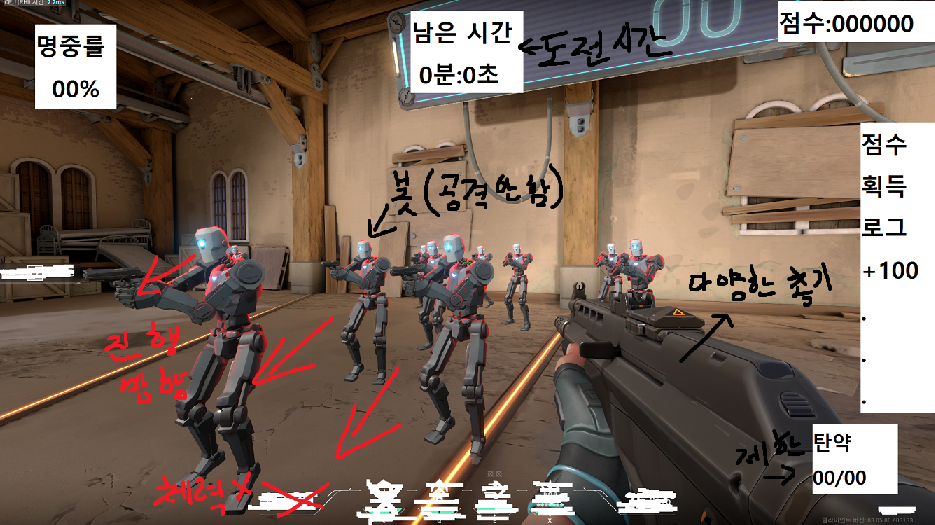 명중률
00%
남은 시간
0분:0초
←도전시간
점수:000000
점수
획득
로그
+100
.
.
.
봇(공격안함)
다양한 총기
진행
방향
체력 X
제한
탄약
00/00